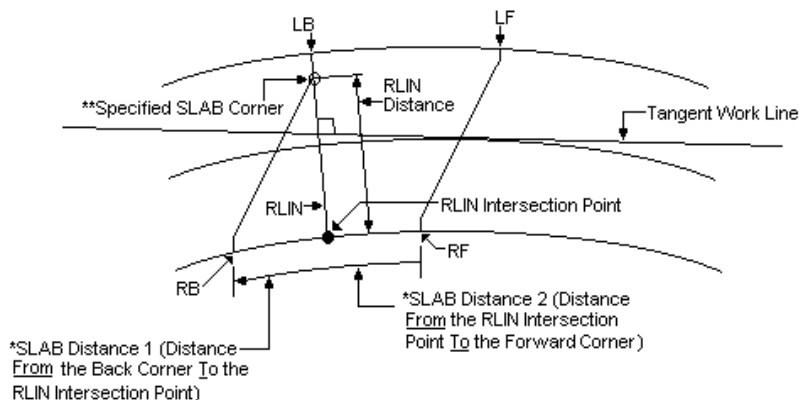 LB
LF
**Specified SLAB Corner
RLIN
Distance
Tangent Work Line
RLIN
RLIN Intersection Point
RB
RF
*SLAB Distance 2 (Distance
From the RLIN Intersection
Point To the Forward Corner)
*SLAB Distance 1 (Distance
From the Back Corner To the
RLIN Intersection Point)